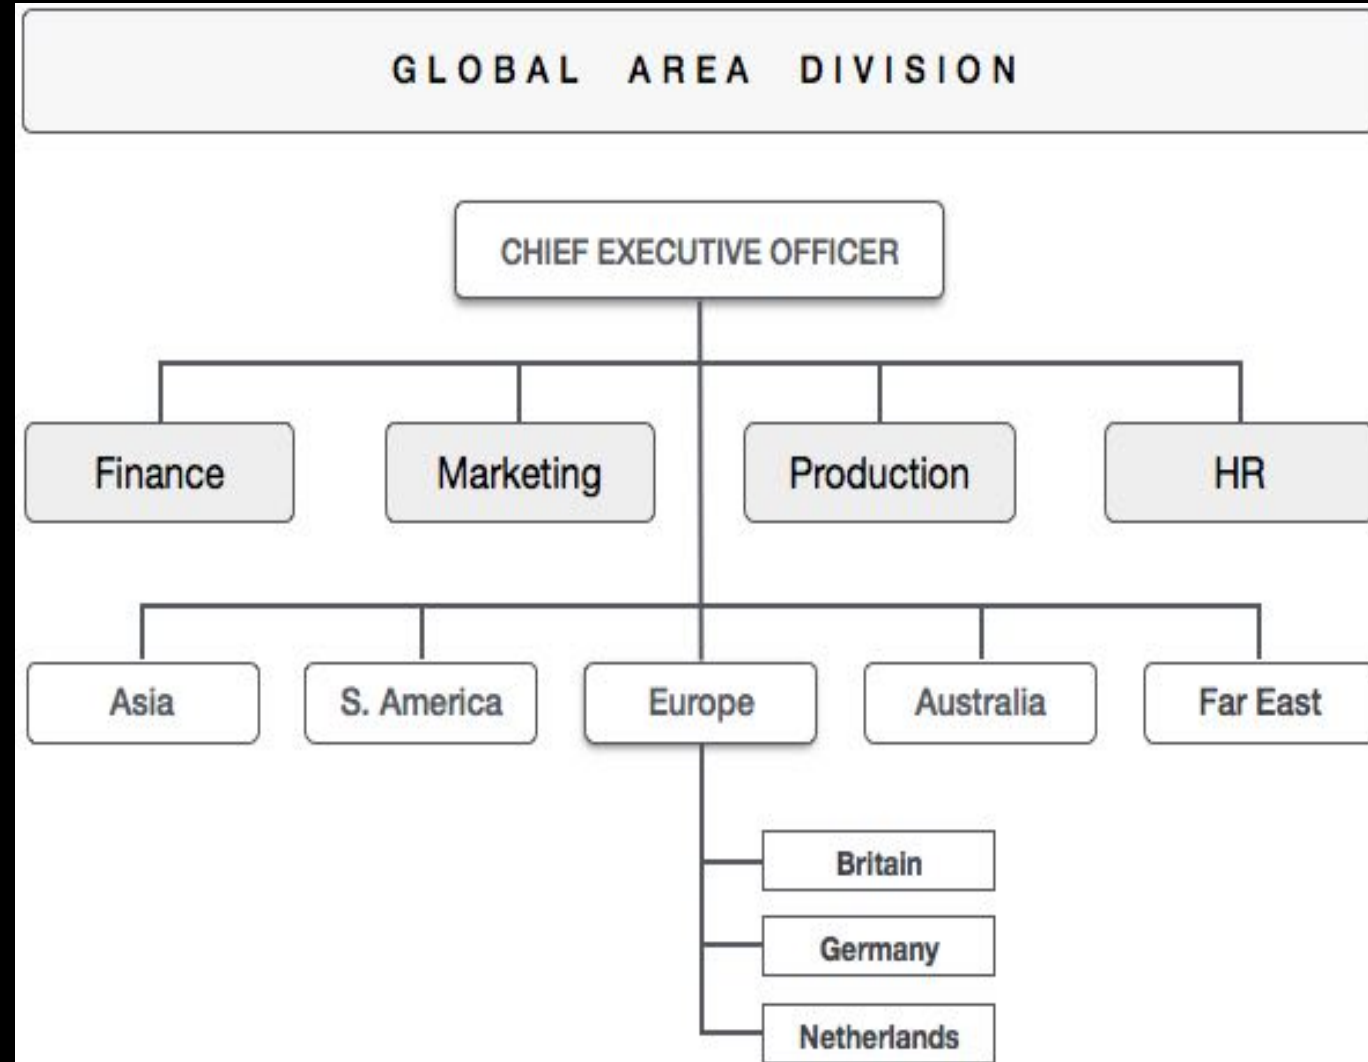 GLOBAL AREA DIVISION
CHIEF EXECUTIVE OFFICER
Finance
Marketing
Production
HR
Asia
S. America
Europe
Australia
Far East
Britain
Germany
Netherlands